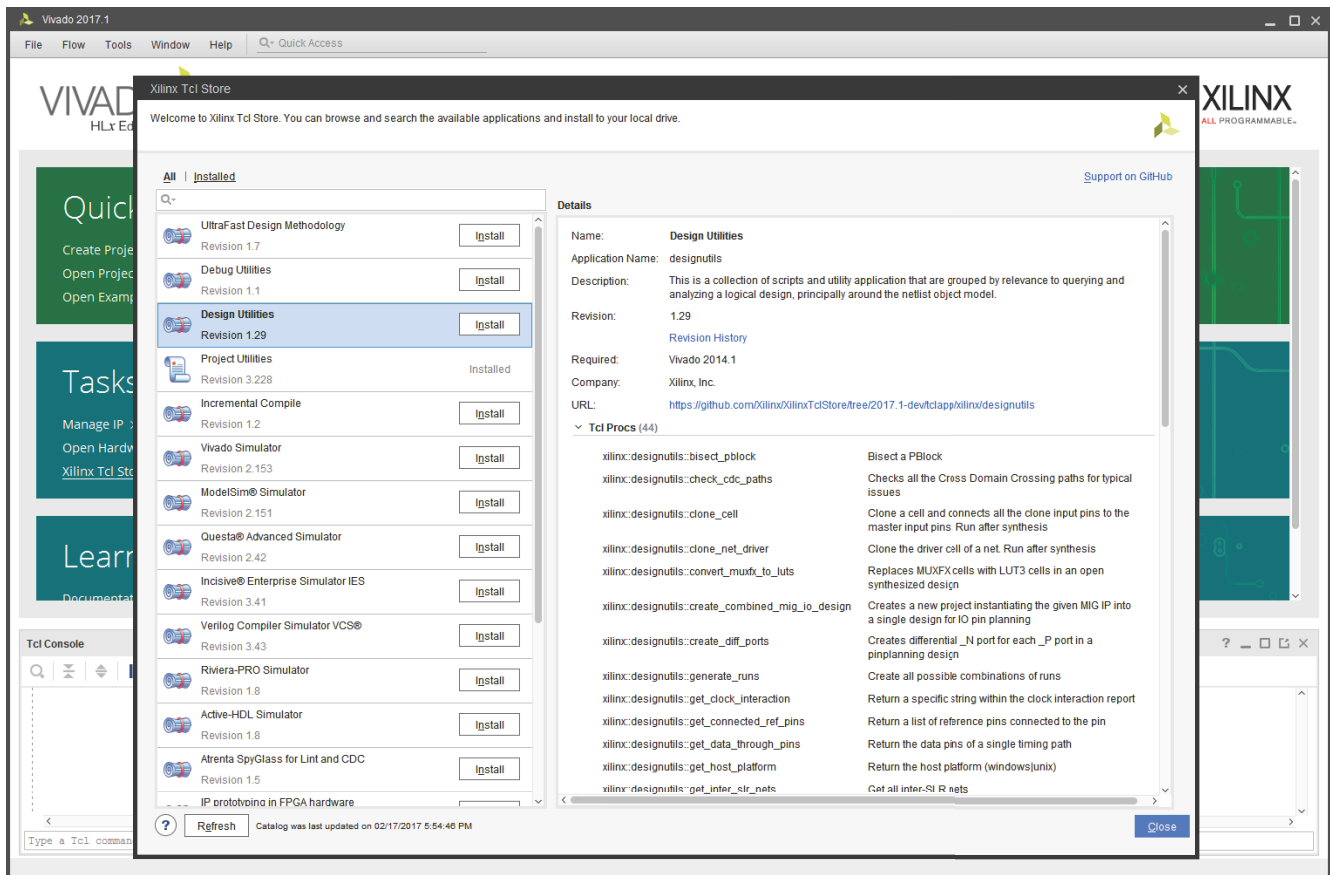 Vivado 2017.1
File Flow Tools Window Help Quick Access
VIVAD
HLx Ed
XILINX
ALL PROGRAMMABLE™
Quick
Create Proje
Open Projec
Open Examp
Tasks
Manage IP >
Open Hardw
Xilinx Tcl Sto
Learn
Documentat
Xilinx Tcl Store
Welcome to Xilinx Tcl Store. You can browse and search the available applications and install to your local drive.
All | Installed
Support on GitHub
UltraFast Design Methodology
Revision 1.7
Install
Debug Utilities
Revision 1.1
Install
Design Utilities
Revision 1.29
Install
Project Utilities
Revision 3.228
Installed
Incremental Compile
Revision 1.2
Install
Vivado Simulator
Revision 2.153
Install
ModelSim® Simulator
Revision 2.151
Install
Questa® Advanced Simulator
Revision 2.42
Install
Incisive® Enterprise Simulator IES
Revision 3.41
Install
Verilog Compiler Simulator VCS®
Revision 3.43
Install
Riviera-PRO Simulator
Revision 1.8
Install
Active-HDL Simulator
Revision 1.8
Install
Atrenta SpyGlass for Lint and CDC
Revision 1.5
Install
IP prototyping in FPGA hardware
Details
Name: Design Utilities
Application Name: designutils
Description: This is a collection of scripts and utility application that are grouped by relevance to querying and
analyzing a logical design, principally around the netlist object model.
Revision: 1.29
Revision History
Required: Vivado 2014.1
Company: Xilinx, Inc.
URL: https://github.com/Xilinx/XilinxTclStore/tree/2017.1-dev/tclapp/xilinx/designutils
Tcl Procs (44)
xilinx::designutils::bisect_pblock Bisect a PBlock
xilinx::designutils::check_cdc_paths Checks all the Cross Domain Crossing paths for typical
issues
xilinx::designutils::clone_cell Clone a cell and connects all the clone input pins to the
master input pins. Run after synthesis
xilinx::designutils::clone_net_driver Clone the driver cell of a net. Run after synthesis
xilinx::designutils::convert_muxfx_to_luts Replaces MUXFX cells with LUT3 cells in an open
synthesized design
xilinx::designutils::create_combined_mig_io_design Creates a new project instantiating the given MIG IP into
a single design for IO pin planning
xilinx::designutils::create_diff_ports Creates differential _N port for each _P port in a
pinplanning design
xilinx::designutils::generate_runs Create all possible combinations of runs
xilinx::designutils::get_clock_interaction Return a specific string within the clock interaction report
xilinx::designutils::get_connected_ref_pins Return a list of reference pins connected to the pin
xilinx::designutils::get_data_through_pins Return the data pins of a single timing path
xilinx::designutils::get_host_platform Return the host platform (windows|unix)
xilinx::designutils::get_inter_slr_nets Get all inter-SLR nets
? Refresh Catalog was last updated on 02/17/2017 5:54:46 PM
Close
Tcl Console
Type a Tcl comman